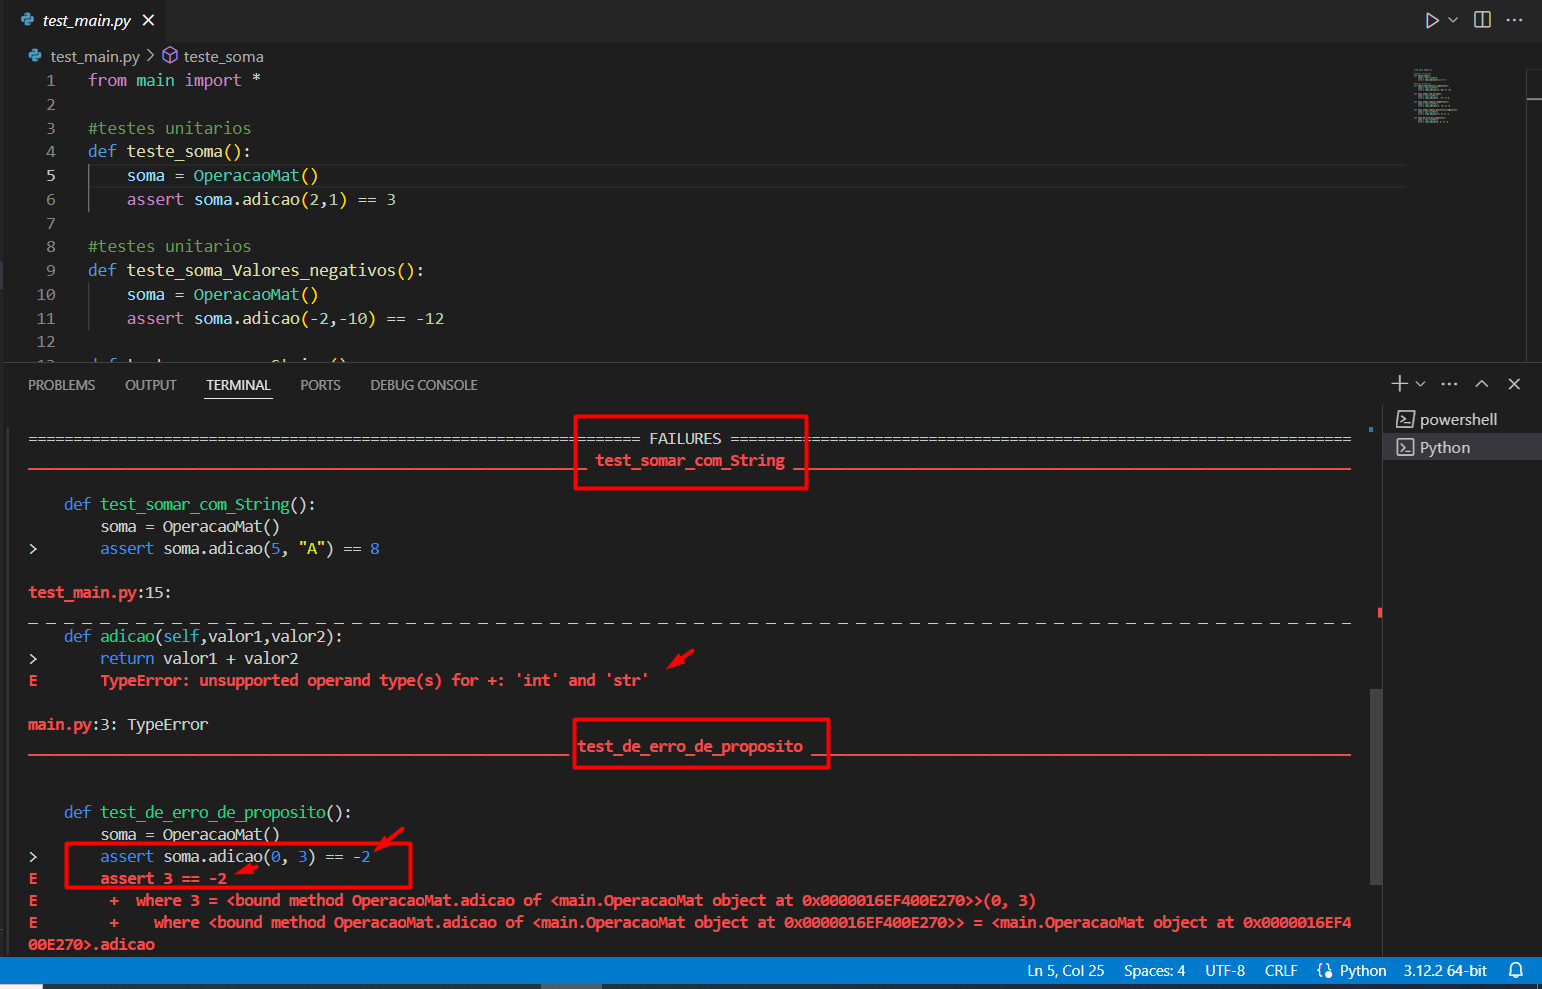 test_main.py
test_main.py > teste_soma
1 from main import *
2
3 #testes unitarios
4 def teste_soma():
5 soma = OperacaoMat()
6 assert soma.adicao(2,1) == 3
7
8 #testes unitarios
9 def teste_soma_Valores_negativos():
10 soma = OperacaoMat()
11 assert soma.adicao(-2,-10) == -12
12
PROBLEMS OUTPUT TERMINAL PORTS DEBUG CONSOLE
powershell
Python
FAILURES
test_somar_com_String
def test_somar_com_String():
soma = OperacaoMat()
> assert soma.adicao(5, "A") == 8
test_main.py:15:
def adicao(self,valor1,valor2):
> return valor1 + valor2
E TypeError: unsupported operand type(s) for +: 'int' and 'str'
main.py:3: TypeError
test_de_erro_de_proposito
def test_de_erro_de_proposito():
soma = OperacaoMat()
> assert soma.adicao(0, 3) == -2
E assert 3 == -2
E + where 3 = <bound method OperacaoMat.adicao of <main.OperacaoMat object at 0x0000016EF400E270>>(0, 3)
E + where <bound method OperacaoMat.adicao of <main.OperacaoMat object at 0x0000016EF400E270>> = <main.OperacaoMat object at 0x0000016EF4
00E270>.adicao
Ln 5, Col 25 Spaces: 4 UTF-8 CRLF Python 3.12.2 64-bit